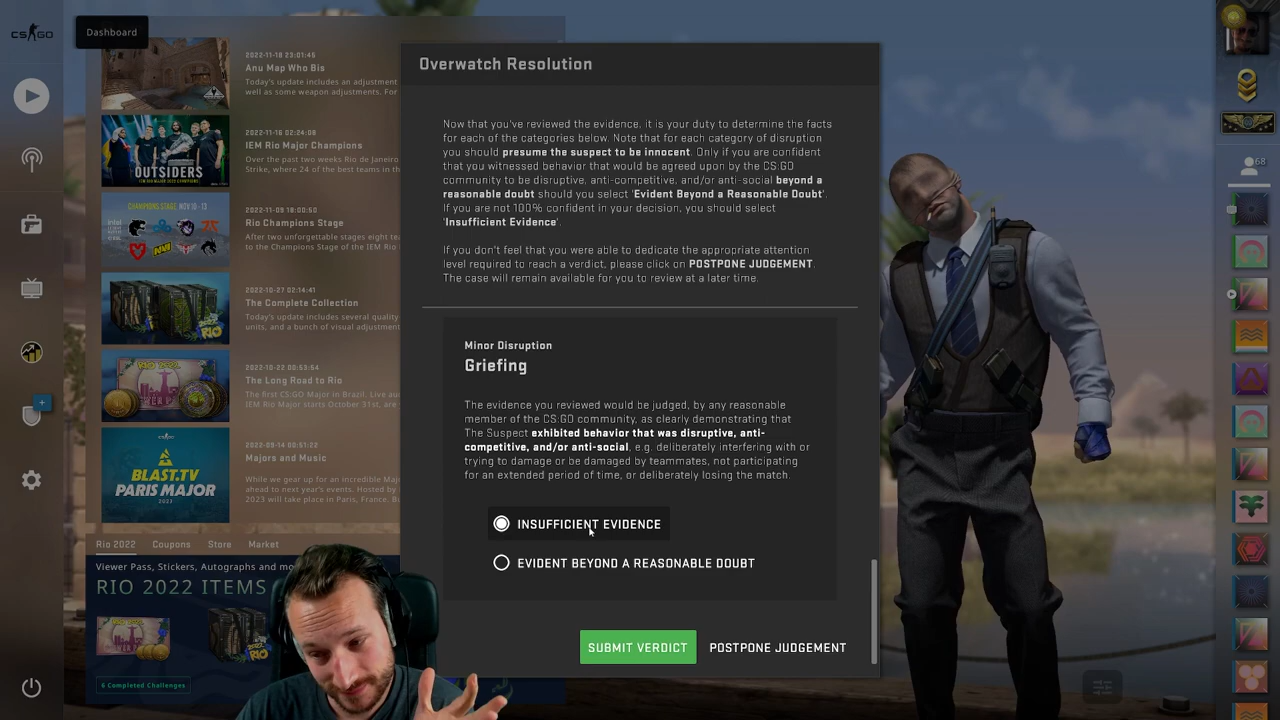 CS GO
Dashboard
2022-11-18 23:01:45
Anu Map Who Bis
Today's update includes an adjustment
well as some weapon adjustments. For
2022-11-16 02:24:08
IEM Rio Major Champions
Over the past two weeks Rio de Janeiro
Strike, where 24 of the best teams in th
OUTSIDERS
2022-11-09 18:00:50
Rio Champions Stage
After two unforgettable stages eight tea
to the Champions Stage of the IEM Rio
CHAMPIONS STAGE NOV 10 - 13
2022-10-27 02:14:41
The Complete Collection
Today's update includes several quality
units, and a bunch of visual adjustment
2022-10-22 00:53:54
The Long Road to Rio
The first CS:GO Major in Brazil. Live au
IEM Rio Major starts October 31st, are
2022-09-14 00:51:22
Majors and Music
While we gear up for an incredible Maj
ahead to next year's events. Hosted by
2023 will take place in Paris, France. B
BLAST.TV
PARIS MAJOR
2023
Rio 2022 Coupons Store Market
Viewer Pass, Stickers, Autographs and mo
RIO 2022 ITEMS
6 Completed Challenges
Overwatch Resolution
Now that you've reviewed the evidence, it is your duty to determine the facts
for each of the categories below. Note that for each category of disruption
you should presume the suspect to be innocent. Only if you are confident
that you witnessed behavior that would be agreed upon by the CS:GO
community to be disruptive, anti-competitive, and/or anti-social beyond a
reasonable doubt should you select 'Evident Beyond a Reasonable Doubt'.
If you are not 100% confident in your decision, you should select
'Insufficient Evidence'.
If you don't feel that you were able to dedicate the appropriate attention
level required to reach a verdict, please click on POSTPONE JUDGEMENT.
The case will remain available for you to review at a later time.
Minor Disruption
Griefing
The evidence you reviewed would be judged, by any reasonable
member of the CS:GO community, as clearly demonstrating that
The Suspect exhibited behavior that was disruptive, anti-
competitive, and/or anti-social, e.g. deliberately interfering with or
trying to damage or be damaged by teammates, not participating
for an extended period of time, or deliberately losing the match.
INSUFFICIENT EVIDENCE
EVIDENT BEYOND A REASONABLE DOUBT
SUBMIT VERDICT
POSTPONE JUDGEMENT
68